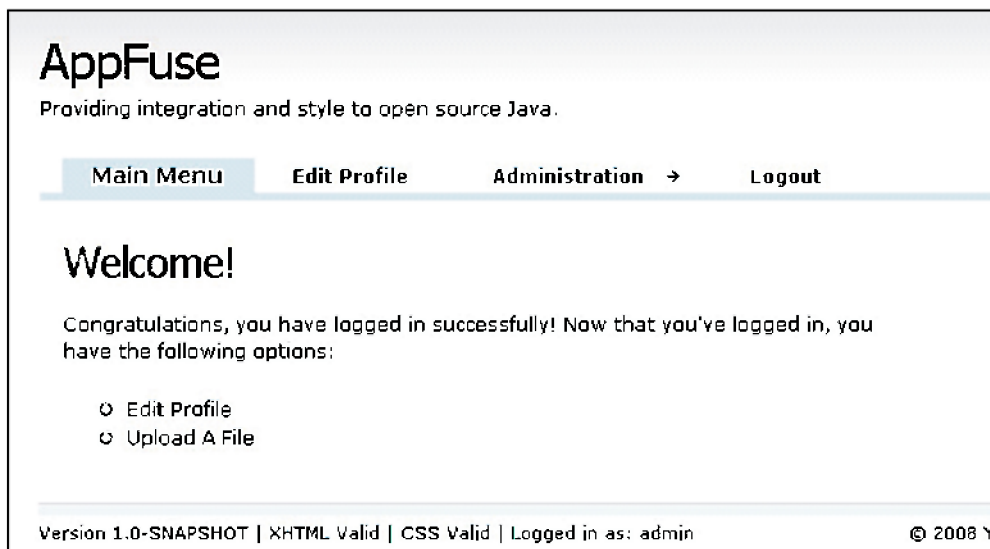 AppFuse
Providing integration and style to open source Java.
Main Menu Edit Profile Administration → Logout
Welcome!
Congratulations, you have logged in successfully! Now that you've logged in, you
have the following options:
Edit Profile
Upload A File
Version 1.0-SNAPSHOT | XHTML Valid | CSS Valid | Logged in as: admin © 2008